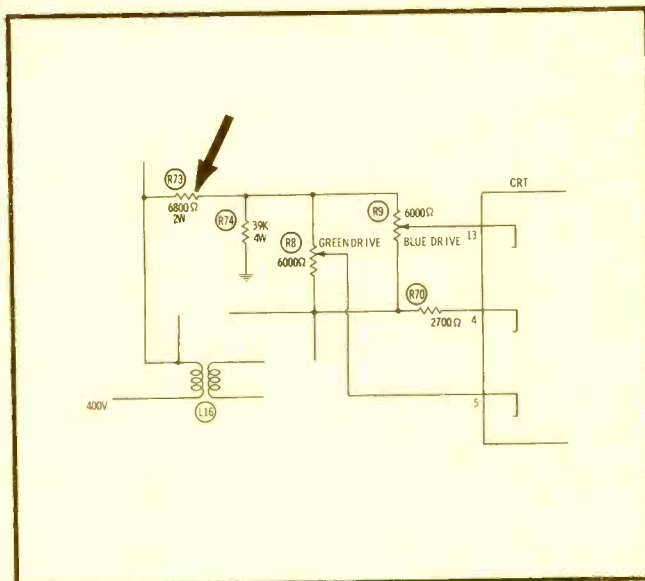 CRT
R73
6800Ω
2W
R74
39K
4W
R8
6000Ω
GREEN DRIVE
R9
6000Ω
BLUE DRIVE
13
R70
2700Ω
4
5
400V
L16